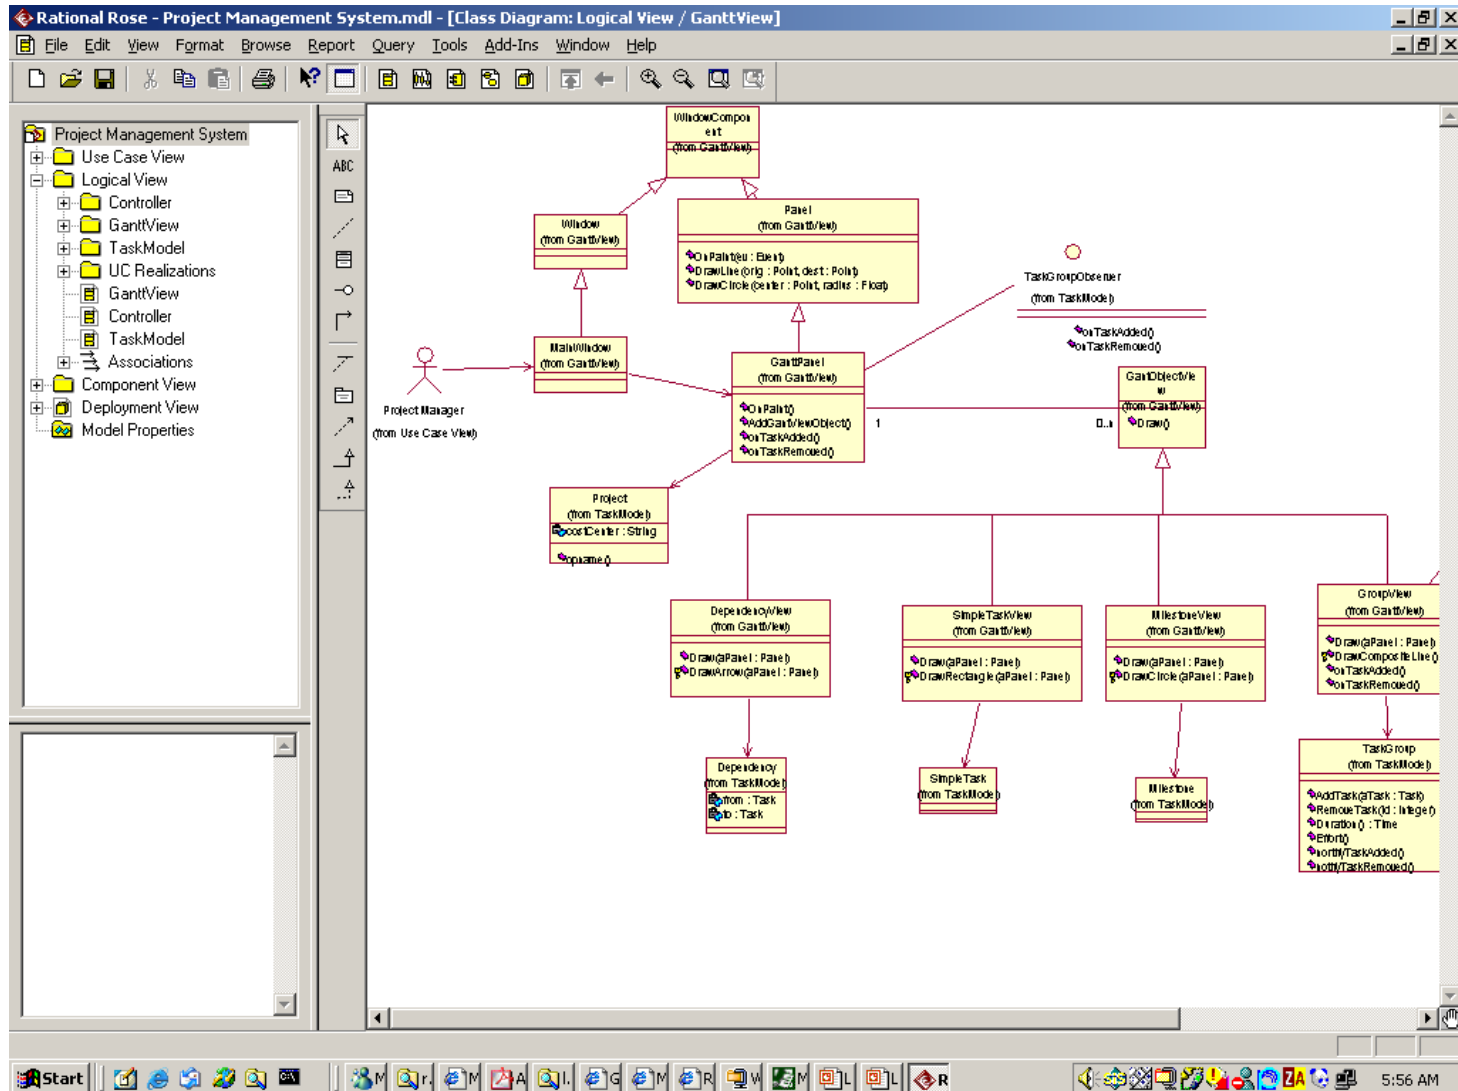 Rational Rose - Project Management System.mdl - [Class Diagram: Logical View / GanttView]
File Edit View Format Browse Report Query Tools Add-Ins Window Help
Project Management System
Use Case View
Logical View
Controller
GanttView
TaskModel
UC Realizations
GanttView
Controller
TaskModel
Associations
Component View
Deployment View
Model Properties
ABC
WindowCompon
ent
(from GanttView)
Window
(from GanttView)
Panel
(from GanttView)
OnPaint(ev : Event)
DrawLine(orig : Point, dest : Point)
DrawCircle(center : Point, radius : Float)
TaskGroupObserver
(from TaskModel)
onTaskAdded()
onTaskRemoved()
MainWindow
(from GanttView)
Project Manager
(from Use Case View)
GanttPanel
(from GanttView)
OnPaint()
AddGanttViewObject()
onTaskAdded()
onTaskRemoved()
1
0..n
GantObjectVie
w
(from GanttView)
Draw()
Project
(from TaskModel)
costCenter : String
opname()
DependencyView
(from GanttView)
Draw(aPanel : Panel)
DrawArrow(aPanel : Panel)
SimpleTaskView
(from GanttView)
Draw(aPanel : Panel)
DrawRectangle(aPanel : Panel)
MilestoneView
(from GanttView)
Draw(aPanel : Panel)
DrawCircle(aPanel : Panel)
GroupView
(from GanttView)
Draw(aPanel : Panel)
DrawCompositeLine()
onTaskAdded()
onTaskRemoved()
Dependency
(from TaskModel)
from : Task
to : Task
SimpleTask
(from TaskModel)
Milestone
(from TaskModel)
TaskGroup
(from TaskModel)
AddTask(aTask : Task)
RemoveTask(id : Integer)
Duration() : Time
Effort()
notifyTaskAdded()
notifyTaskRemoved()
Start M r. M A I. G M R W M L L R 5:56 AM